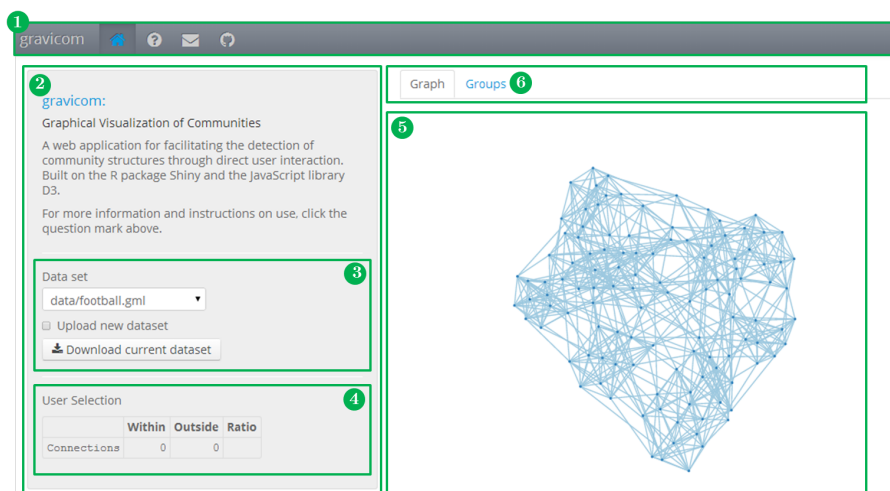 1
gravicom
2
gravicom:
Graphical Visualization of Communities
A web application for facilitating the detection of
community structures through direct user interaction.
Built on the R package Shiny and the JavaScript library
D3.
For more information and instructions on use, click the
question mark above.
3
Data set
data/football.gml
Upload new dataset
Download current dataset
4
User Selection
Within Outside Ratio
Connections 0 0
Graph Groups 6
5